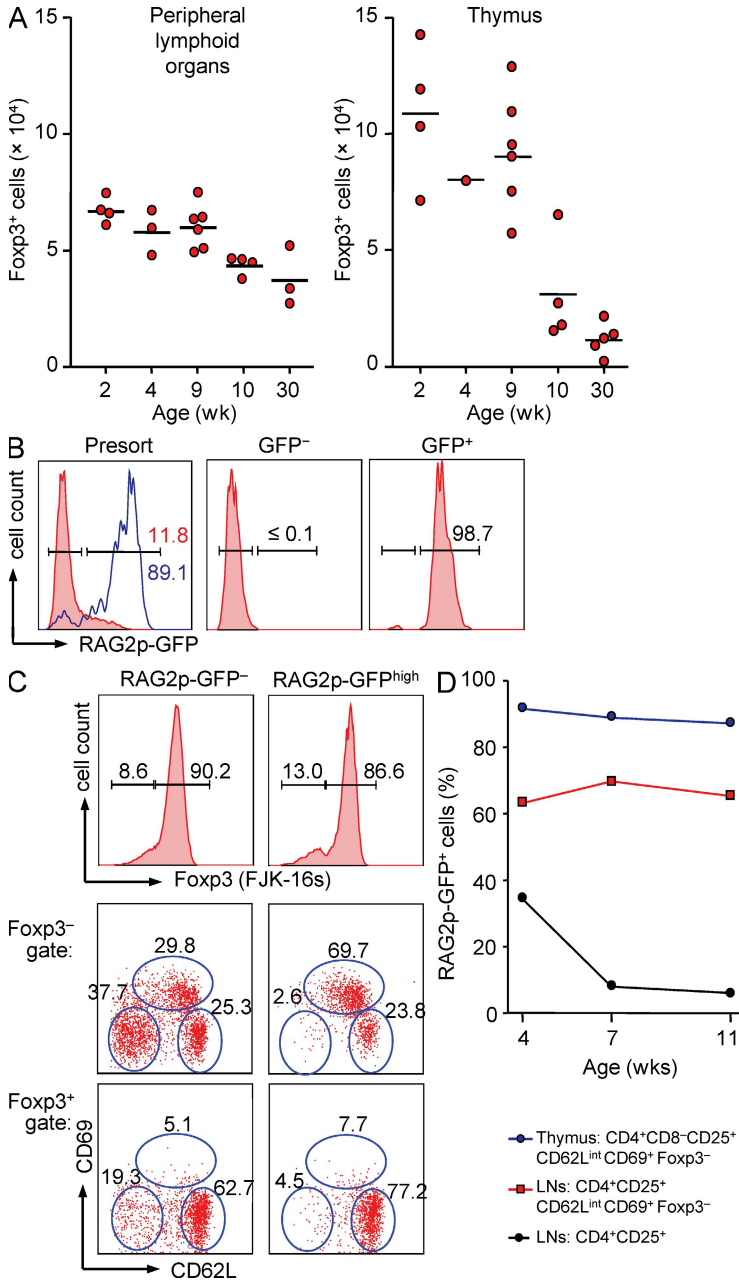 A
Peripheral
lymphoid
organs
Foxp3⁺ cells (× 10⁴)
15
10
5
0
2 4 9 10 30
Age (wk)
Thymus
Foxp3⁺ cells (× 10⁴)
15
10
5
0
2 4 9 10 30
Age (wk)
B
Presort GFP⁻ GFP⁺
cell count
11.8
89.1
≤ 0.1
98.7
RAG2p-GFP
C
RAG2p-GFP⁻ RAG2p-GFPʰⁱᵍʰ
cell count
8.6 90.2
13.0 86.6
Foxp3 (FJK-16s)
Foxp3⁻
gate:
29.8
37.7
25.3
69.7
2.6
23.8
Foxp3⁺
gate:
5.1
19.3
62.7
7.7
4.5
77.2
CD69
CD62L
D
RAG2p-GFP⁺ cells (%)
100
80
60
40
20
0
4 7 11
Age (wks)
Thymus: CD4⁺CD8⁻CD25⁺
CD62Lⁱⁿᵗ CD69⁺ Foxp3⁻
LNs: CD4⁺CD25⁺
CD62Lⁱⁿᵗ CD69⁺ Foxp3⁻
LNs: CD4⁺CD25⁺